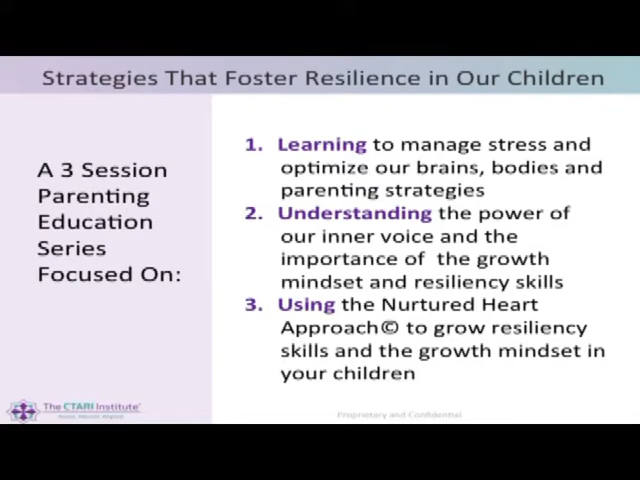 Strategies That Foster Resilience in Our Children
A 3 Session
Parenting
Education
Series
Focused On:
1. Learning to manage stress and
optimize our brains, bodies and
parenting strategies
2. Understanding the power of
our inner voice and the
importance of the growth
mindset and resiliency skills
3. Using the Nurtured Heart
Approach© to grow resiliency
skills and the growth mindset in
your children
The CTARI Institute
Proprietary and Confidential